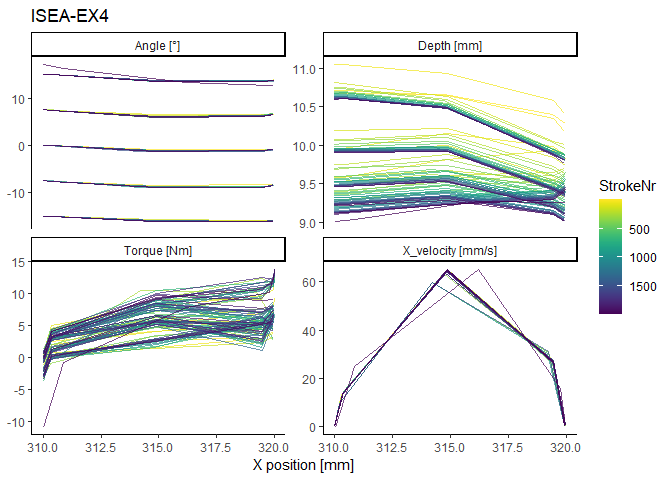 ISEA-EX4
Angle [°]
Depth [mm]
10
0
-10
11.0
10.5
10.0
9.5
9.0
Torque [Nm]
X_velocity [mm/s]
15
10
5
0
-5
-10
60
40
20
0
310.0 312.5 315.0 317.5 320.0
310.0 312.5 315.0 317.5 320.0
X position [mm]
StrokeNr
500
1000
1500